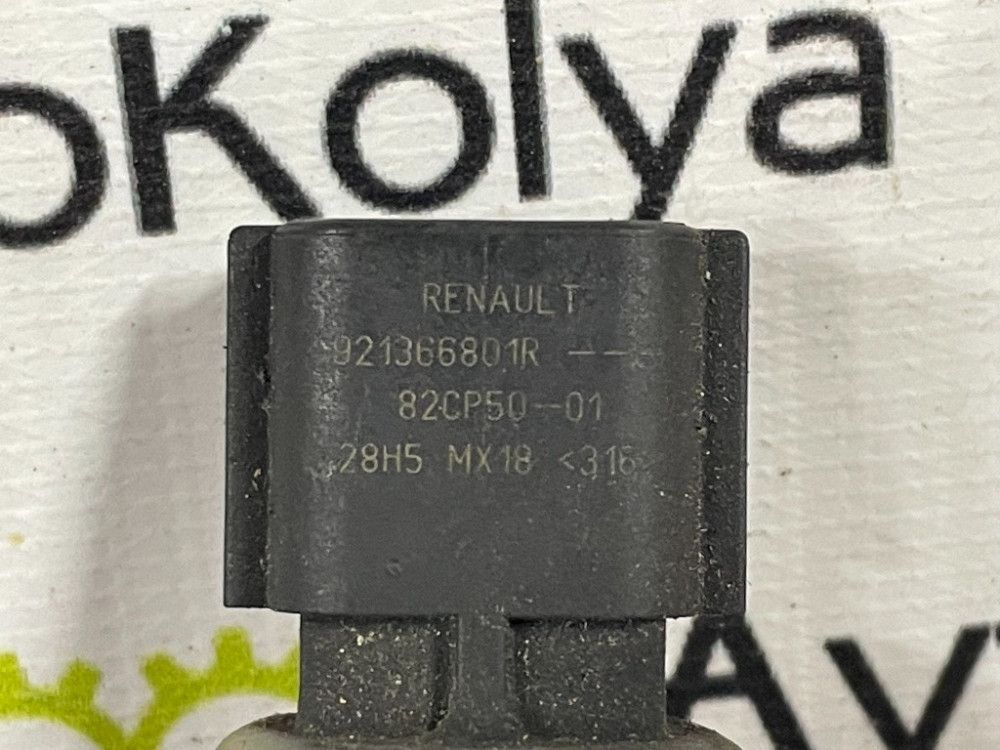 oKolya
RENAULT
921366801R ---
82CP50-01
28H5 MX18 <316
Av